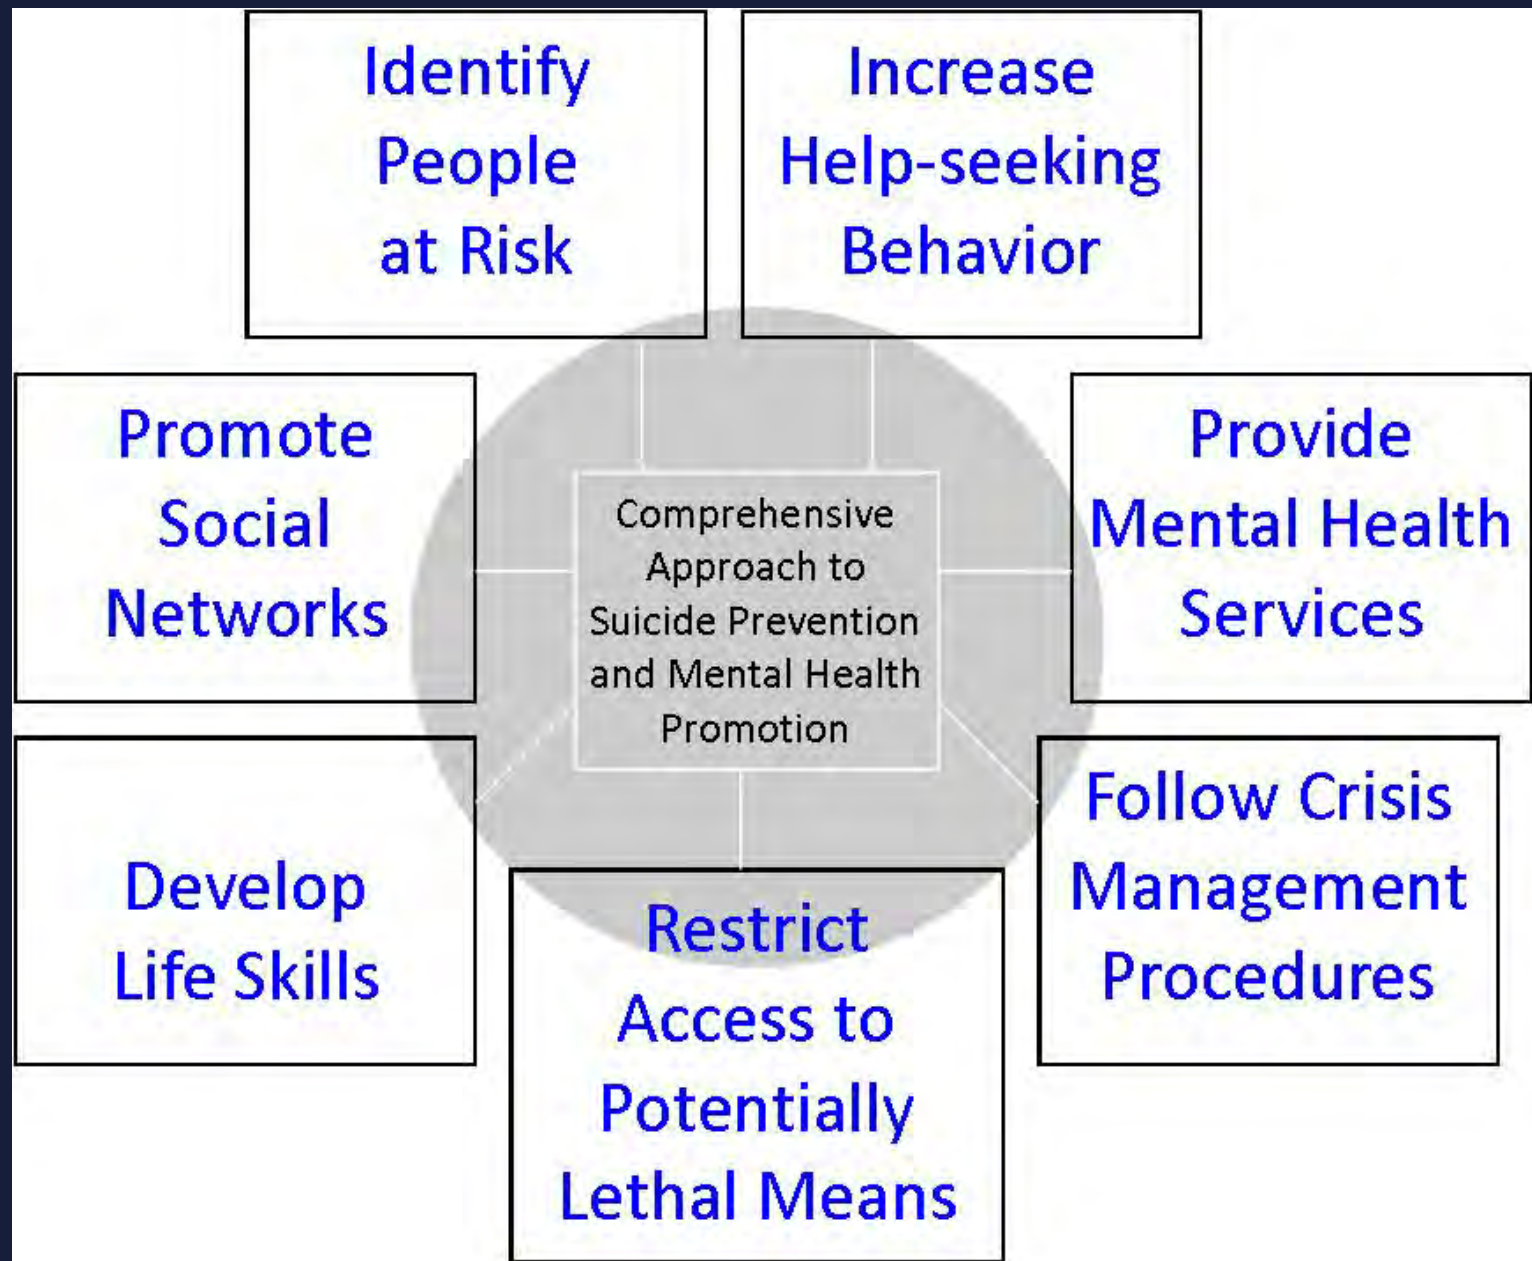 Identify
People
at Risk
Increase
Help-seeking
Behavior
Promote
Social
Networks
Comprehensive
Approach to
Suicide Prevention
and Mental Health
Promotion
Provide
Mental Health
Services
Develop
Life Skills
Restrict
Access to
Potentially
Lethal Means
Follow Crisis
Management
Procedures